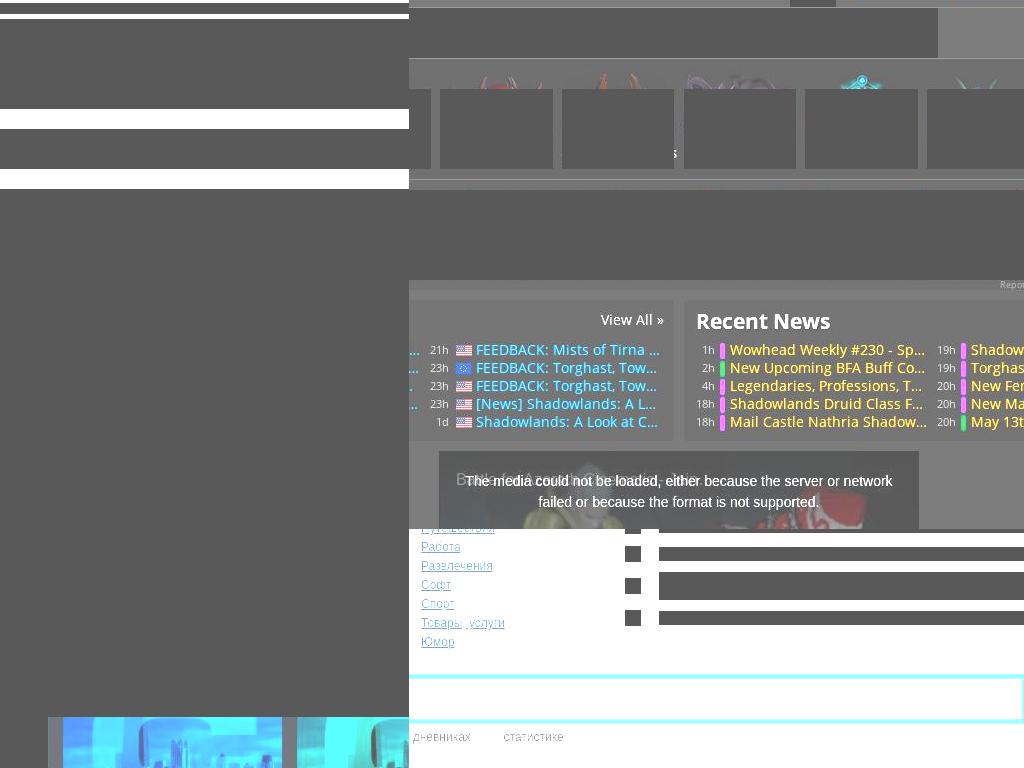 Repor
View All »
21h FEEDBACK: Mists of Tirna ...
23h FEEDBACK: Torghast, Tow...
23h FEEDBACK: Torghast, Tow...
23h [News] Shadowlands: A L...
1d Shadowlands: A Look at C...
Recent News
1h Wowhead Weekly #230 - Sp...
2h New Upcoming BFA Buff Co...
4h Legendaries, Professions, T...
18h Shadowlands Druid Class F...
18h Mail Castle Nathria Shadow...
19h Shadow
19h Torghas
20h New Fer
20h New Ma
20h May 13t
The media could not be loaded, either because the server or network
failed or because the format is not supported.
Путешествия
Работа
Развлечения
Софт
Спорт
Товары, услуги
Юмор
дневниках статистике